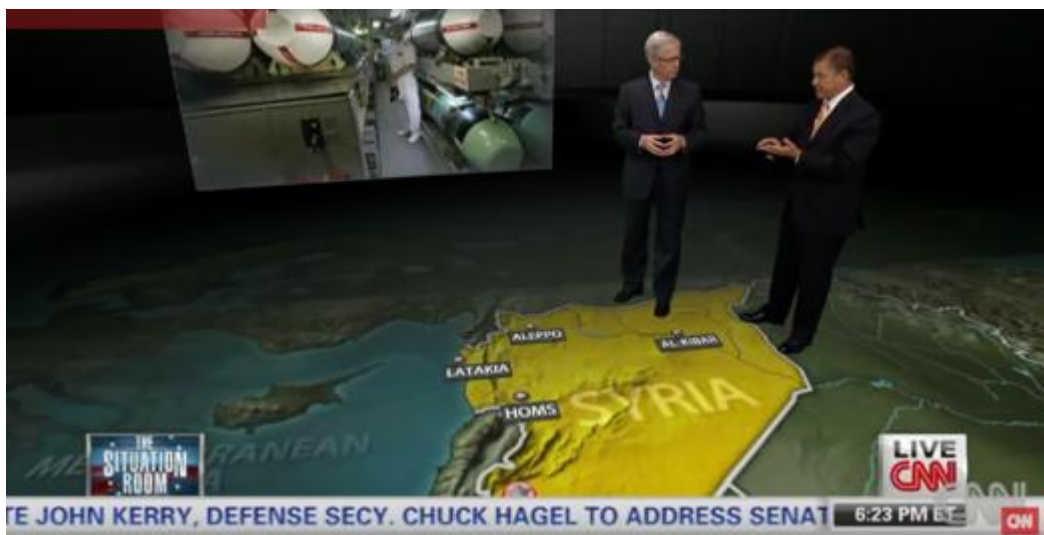 ALEPPO
AL-KIBAR
LATAKIA
SYRIA
HOMS
THE
SITUATION
ROOM
LIVE
CNN
TE JOHN KERRY, DEFENSE SECY. CHUCK HAGEL TO ADDRESS SENAT
6:23 PM ET
CNN